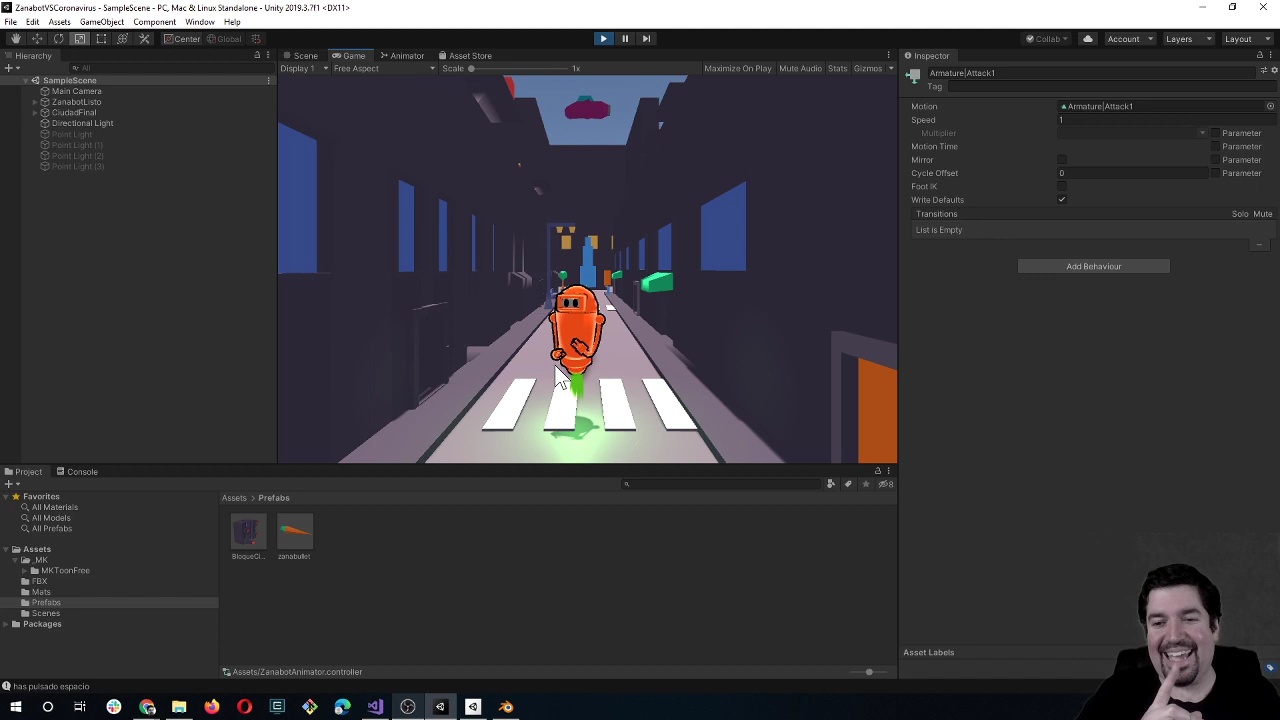 ZanabotVSCoronavirus - SampleScene - PC, Mac & Linux Standalone - Unity 2019.3.7f1 <DX11>
File Edit Assets GameObject Component Window Help
Center Global Collab Account Layers Layout
Hierarchy
All
SampleScene
Main Camera
ZanabotListo
CiudadFinal
Directional Light
Point Light
Point Light (1)
Point Light (2)
Point Light (3)
Scene Game Animator Asset Store
Display 1 Free Aspect Scale 1x Maximize On Play Mute Audio Stats Gizmos
Inspector
Armature|Attack1
Tag
Motion Armature|Attack1
Speed 1
Multiplier Parameter
Motion Time Parameter
Mirror Parameter
Cycle Offset 0 Parameter
Foot IK
Write Defaults
Transitions Solo Mute
List is Empty
Add Behaviour
Project Console
8
Favorites
All Materials
All Models
All Prefabs
Assets
_MK
MKToonFree
FBX
Mats
Prefabs
Scenes
Packages
Assets > Prefabs
BloqueCi... zanabullet
Assets/ZanabotAnimator.controller
Asset Labels
has pulsado espacio